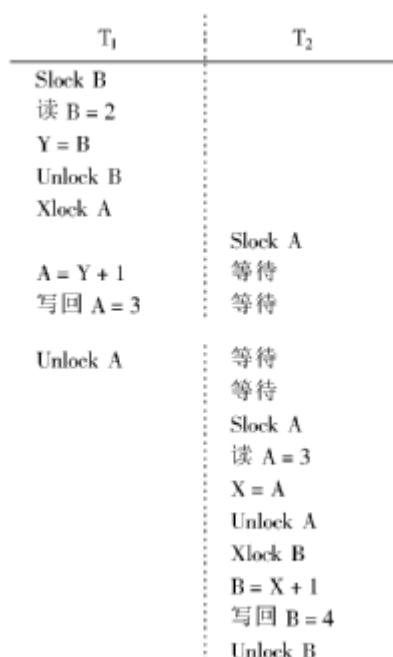 T₁ T₂
Slock B
读 B = 2
Y = B
Unlock B
Xlock A
Slock A
A = Y + 1 等待
写回 A = 3 等待
Unlock A 等待
等待
Slock A
读 A = 3
X = A
Unlock A
Xlock B
B = X + 1
写回 B = 4
Unlock B